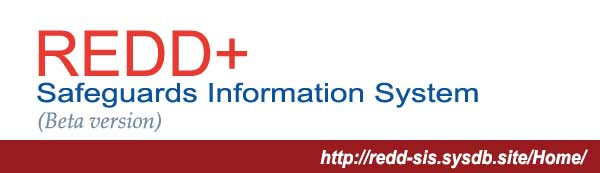 REDD+
Safeguards Information System
(Beta version)
http://redd-sis.sysdb.site/Home/